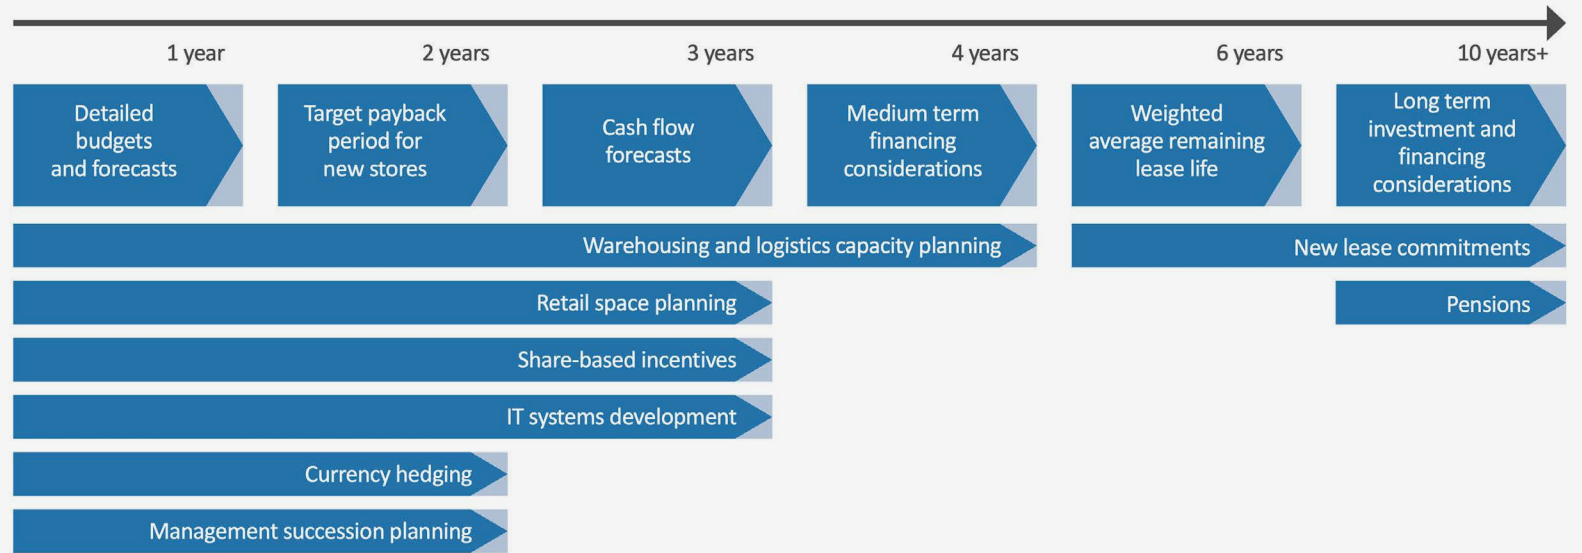 1 year
2 years
3 years
4 years
6 years
10 years+
Detailed
budgets
and forecasts
Target payback
period for
new stores
Cash flow
forecasts
Medium term
financing
considerations
Weighted
average remaining
lease life
Long term
investment and
financing
considerations
Warehousing and logistics capacity planning
New lease commitments
Retail space planning
Pensions
Share-based incentives
IT systems development
Currency hedging
Management succession planning